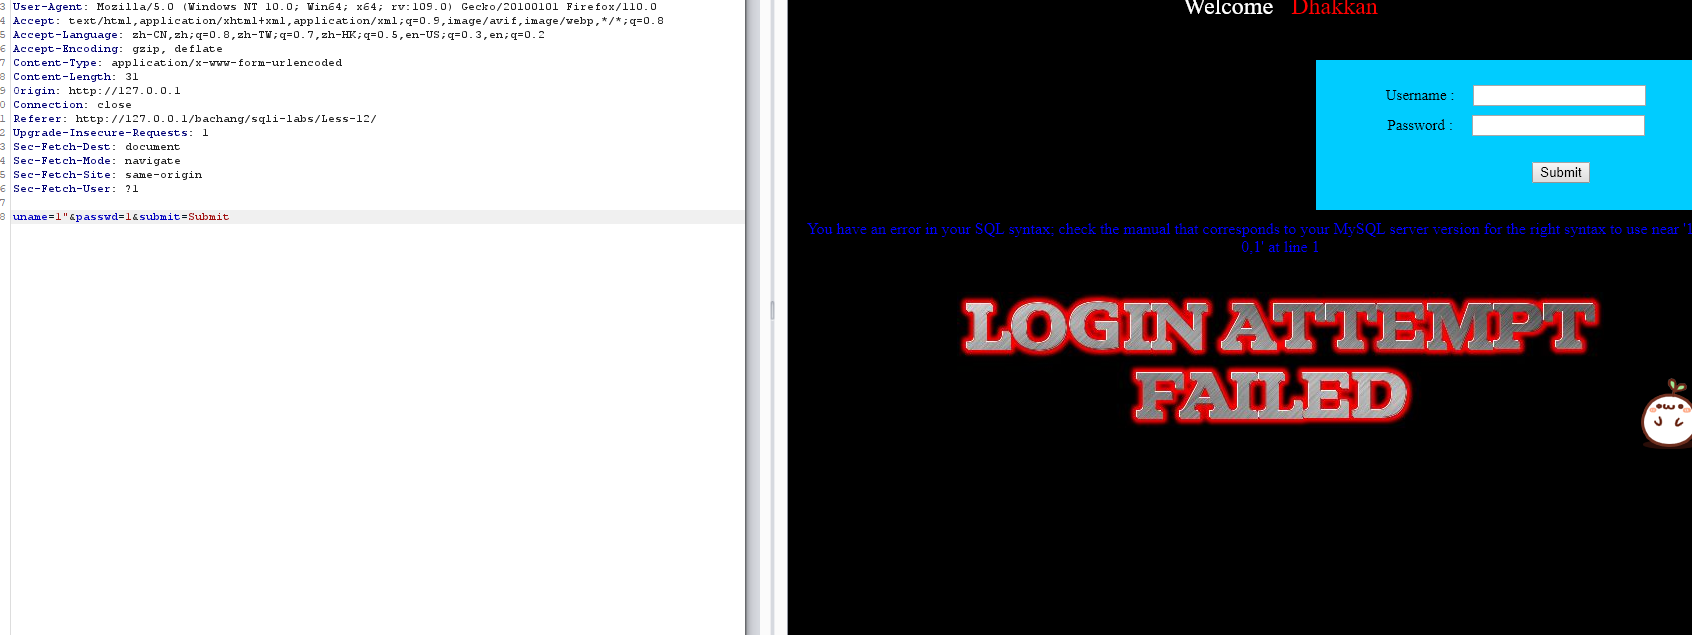 3 User-Agent: Mozilla/5.0 (Windows NT 10.0; Win64; x64; rv:109.0) Gecko/20100101 Firefox/110.0
4 Accept: text/html,application/xhtml+xml,application/xml;q=0.9,image/avif,image/webp,*/*;q=0.8
5 Accept-Language: zh-CN,zh;q=0.8,zh-TW;q=0.7,zh-HK;q=0.5,en-US;q=0.3,en;q=0.2
6 Accept-Encoding: gzip, deflate
7 Content-Type: application/x-www-form-urlencoded
8 Content-Length: 31
9 Origin: http://127.0.0.1
0 Connection: close
1 Referer: http://127.0.0.1/bachang/sqli-labs/Less-12/
2 Upgrade-Insecure-Requests: 1
3 Sec-Fetch-Dest: document
4 Sec-Fetch-Mode: navigate
5 Sec-Fetch-Site: same-origin
6 Sec-Fetch-User: ?1
7
8 uname=1"&passwd=1&submit=Submit
Welcome Dhakkan
Username :
Password :
Submit
You have an error in your SQL syntax; check the manual that corresponds to your MySQL server version for the right syntax to use near
0,1' at line 1
LOGIN ATTEMPT
FAILED